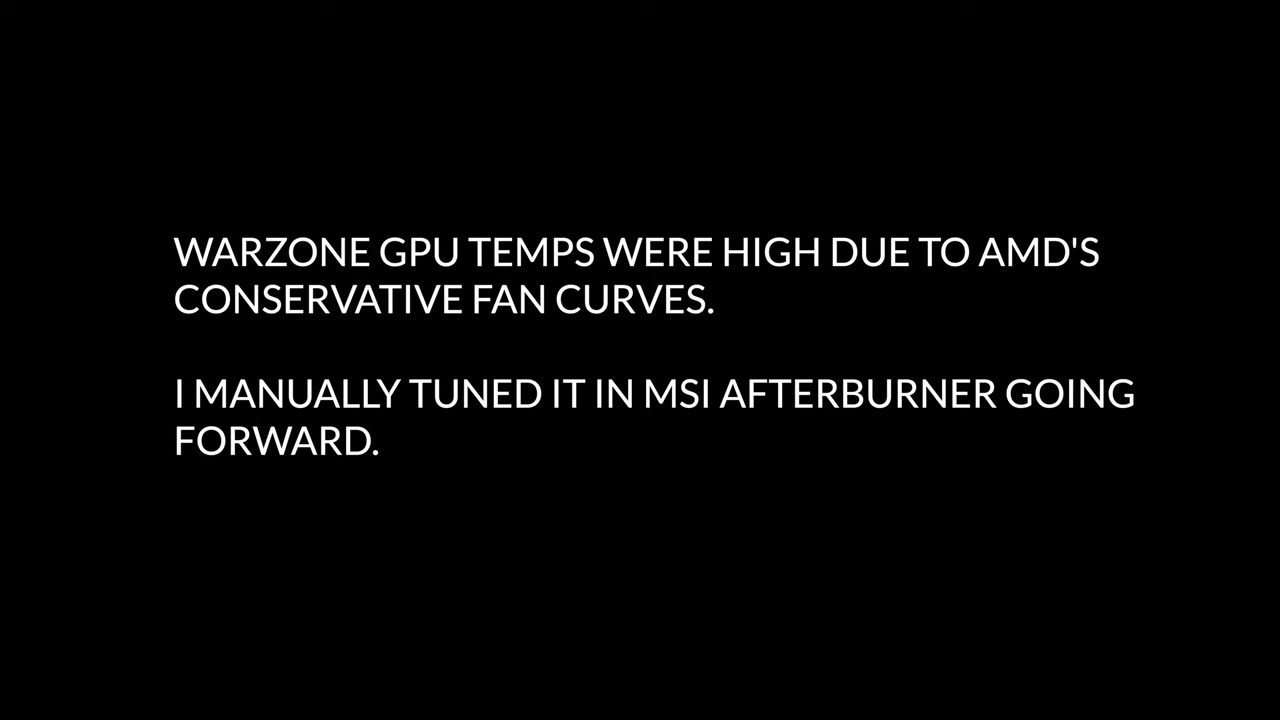 WARZONE GPU TEMPS WERE HIGH DUE TO AMD'S
CONSERVATIVE FAN CURVES.
I MANUALLY TUNED IT IN MSI AFTERBURNER GOING
FORWARD.